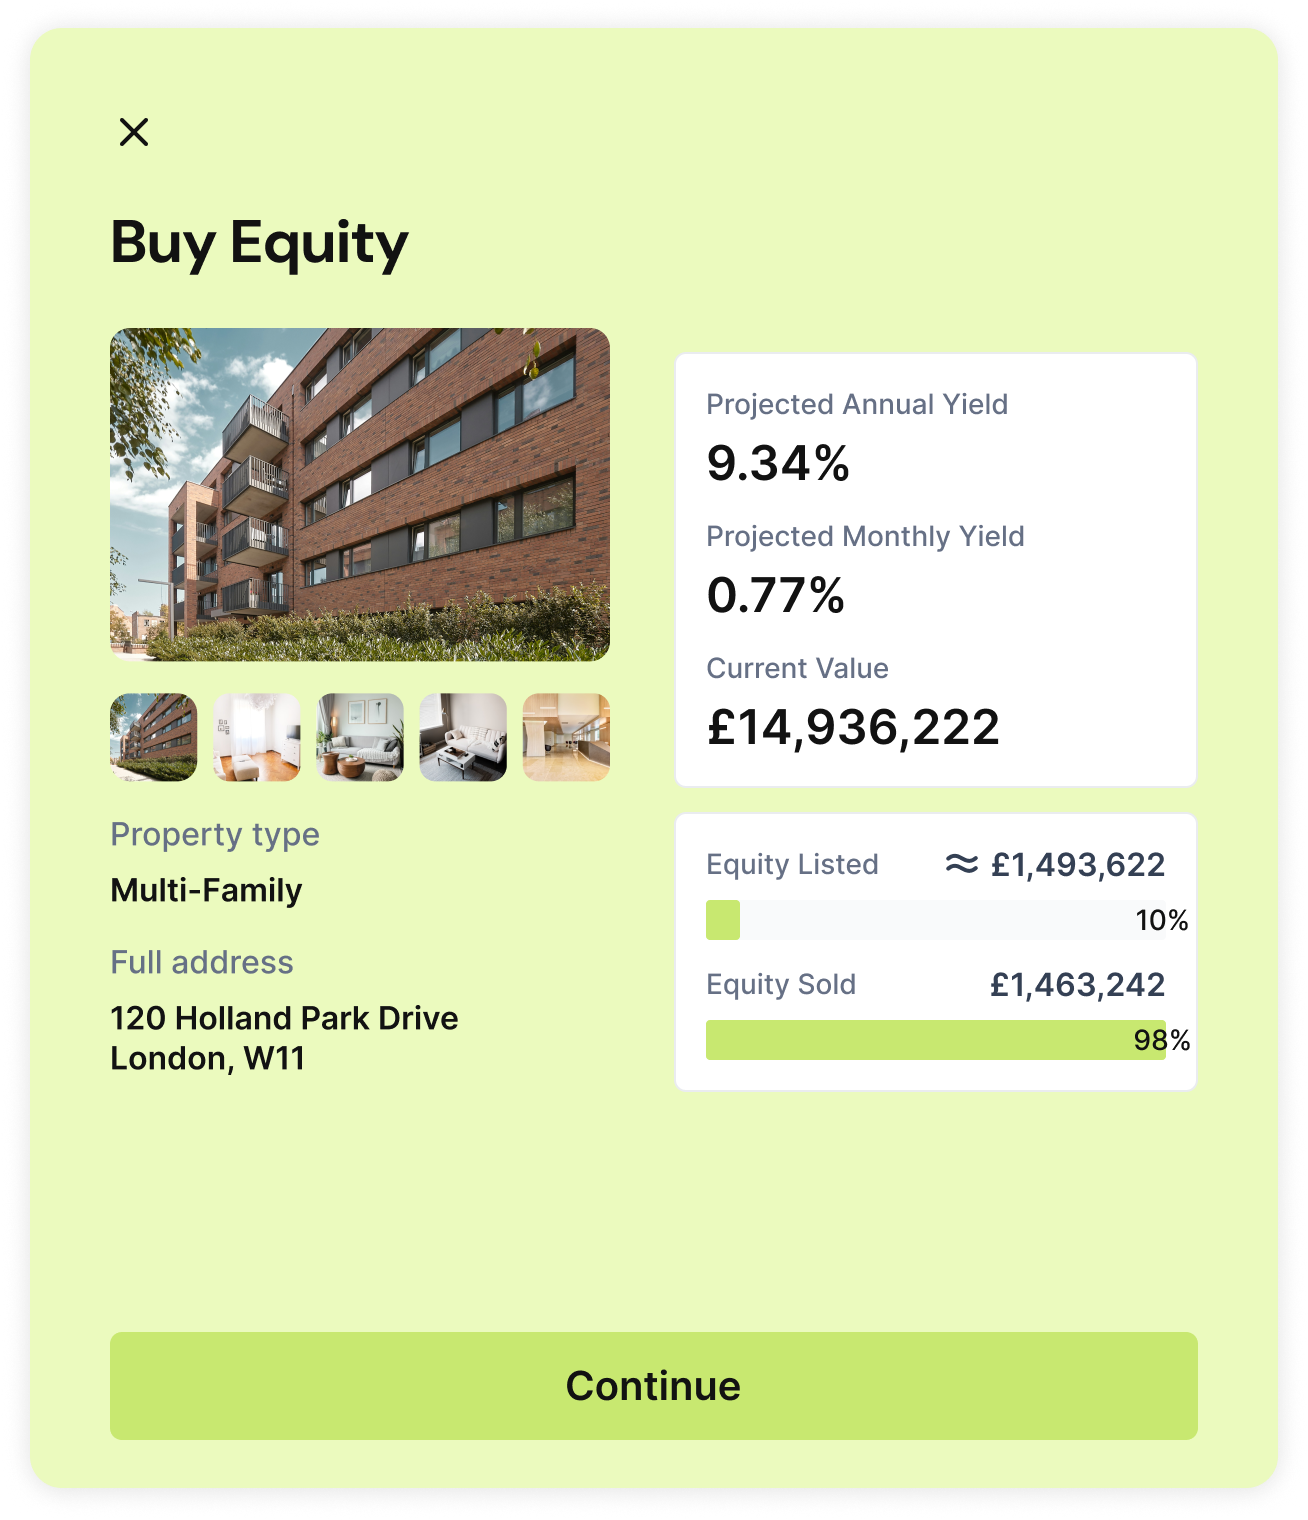 Buy Equity
Property type
Multi-Family
Full address
120 Holland Park Drive
London, W11
Projected Annual Yield
9.34%
Projected Monthly Yield
0.77%
Current Value
£14,936,222
Equity Listed ≈ £1,493,622
10%
Equity Sold £1,463,242
98%
Continue